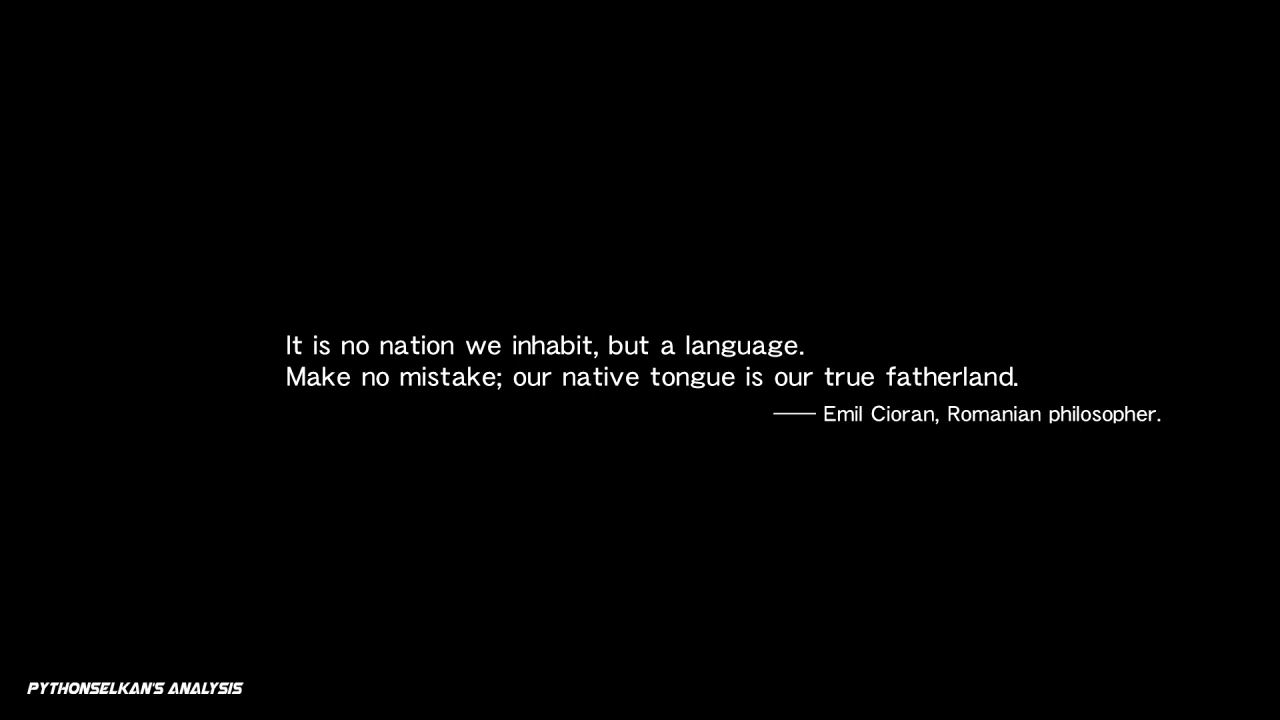 It is no nation we inhabit, but a language.
Make no mistake; our native tongue is our true fatherland.
—— Emil Cioran, Romanian philosopher.
PYTHONSELKAN'S ANALYSIS